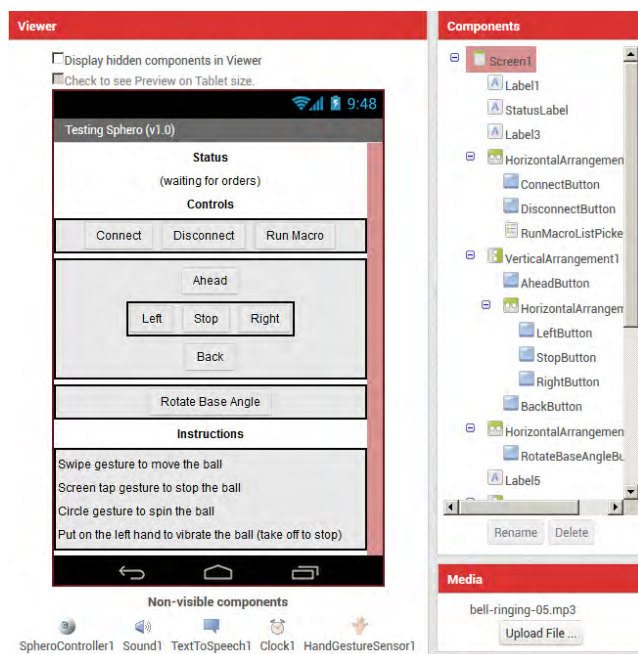 Viewer
Display hidden components in Viewer
Check to see Preview on Tablet size.
9:48
Testing Sphero (v1.0)
Status
(waiting for orders)
Controls
Connect Disconnect Run Macro
Ahead
Left Stop Right
Back
Rotate Base Angle
Instructions
Swipe gesture to move the ball
Screen tap gesture to stop the ball
Circle gesture to spin the ball
Put on the left hand to vibrate the ball (take off to stop)
Non-visible components
SpheroController1 Sound1 TextToSpeech1 Clock1 HandGestureSensor1
Components
Screen1
Label1
StatusLabel
Label3
HorizontalArrangemen
ConnectButton
DisconnectButton
RunMacroListPicke
VerticalArrangement1
AheadButton
HorizontalArrangem
LeftButton
StopButton
RightButton
BackButton
HorizontalArrangemen
RotateBaseAngleBu
Label5
Rename Delete
Media
bell-ringing-05.mp3
Upload File ...